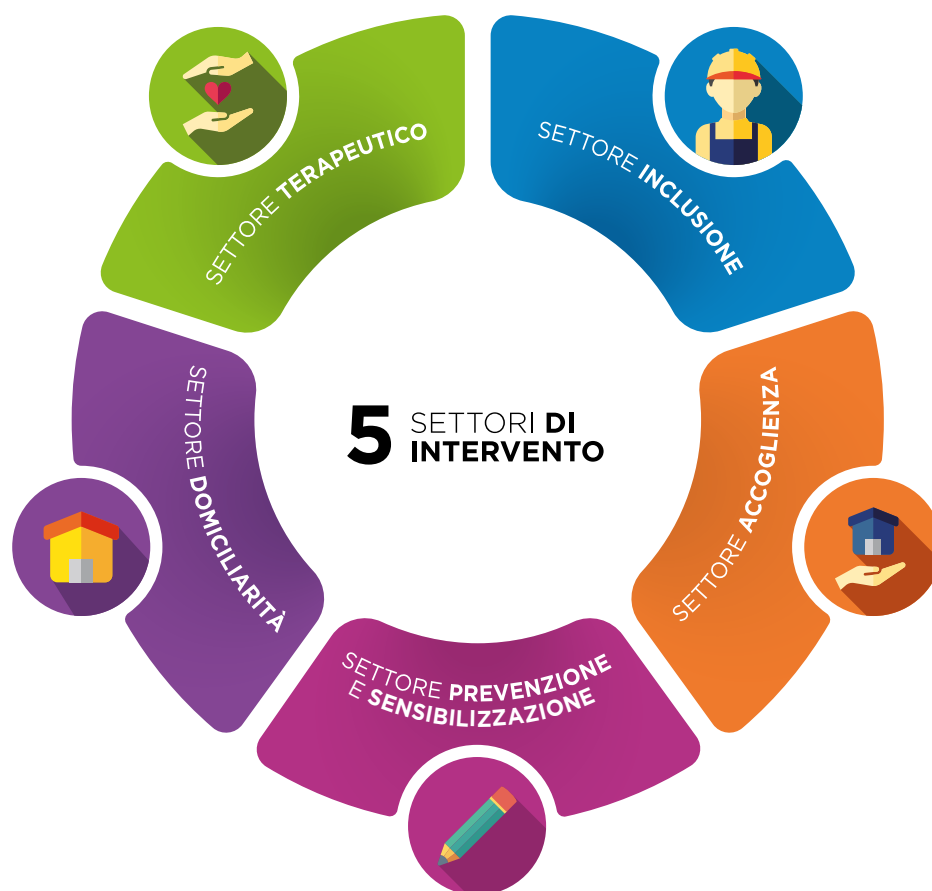 SETTORE TERAPEUTICO
SETTORE INCLUSIONE
SETTORE DOMICILIARITÀ
5 SETTORI DI
INTERVENTO
SETTORE ACCOGLIENZA
SETTORE PREVENZIONE
E SENSIBILIZZAZIONE